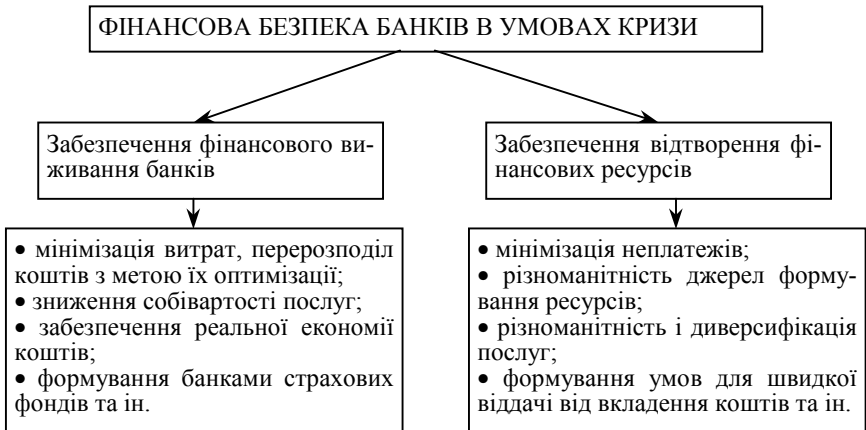 ФІНАНСОВА БЕЗПЕКА БАНКІВ В УМОВАХ КРИЗИ
Забезпечення фінансового ви-
живання банків
Забезпечення відтворення фі-
нансових ресурсів
• мінімізація витрат, перерозподіл
коштів з метою їх оптимізації;
• зниження собівартості послуг;
• забезпечення реальної економії
коштів;
• формування банками страхових
фондів та ін.
• мінімізація неплатежів;
• різноманітність джерел форму-
вання ресурсів;
• різноманітність і диверсифікація
послуг;
• формування умов для швидкої
віддачі від вкладення коштів та ін.